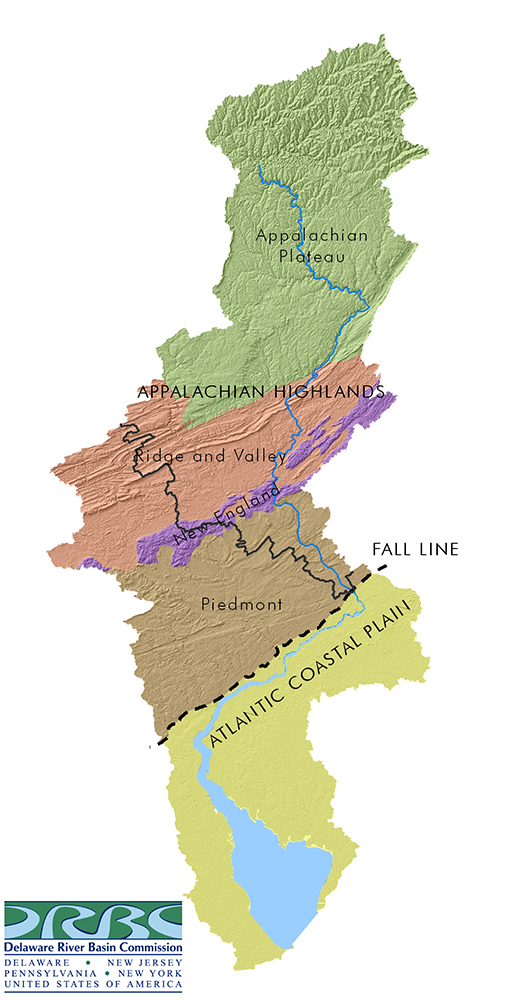 Appalachian
Plateau
APPALACHIAN HIGHLANDS
Ridge and Valley
New England
FALL LINE
Piedmont
ATLANTIC COASTAL PLAIN
DRBC
Delaware River Basin Commission
DELAWARE • NEW JERSEY
PENNSYLVANIA • NEW YORK
UNITED STATES OF AMERICA